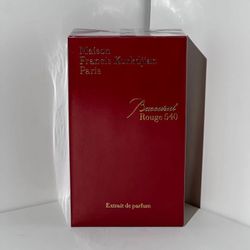 Maison
Francis Kurkdjian
Paris
Baccarat
Rouge 540
Extrait de parfum